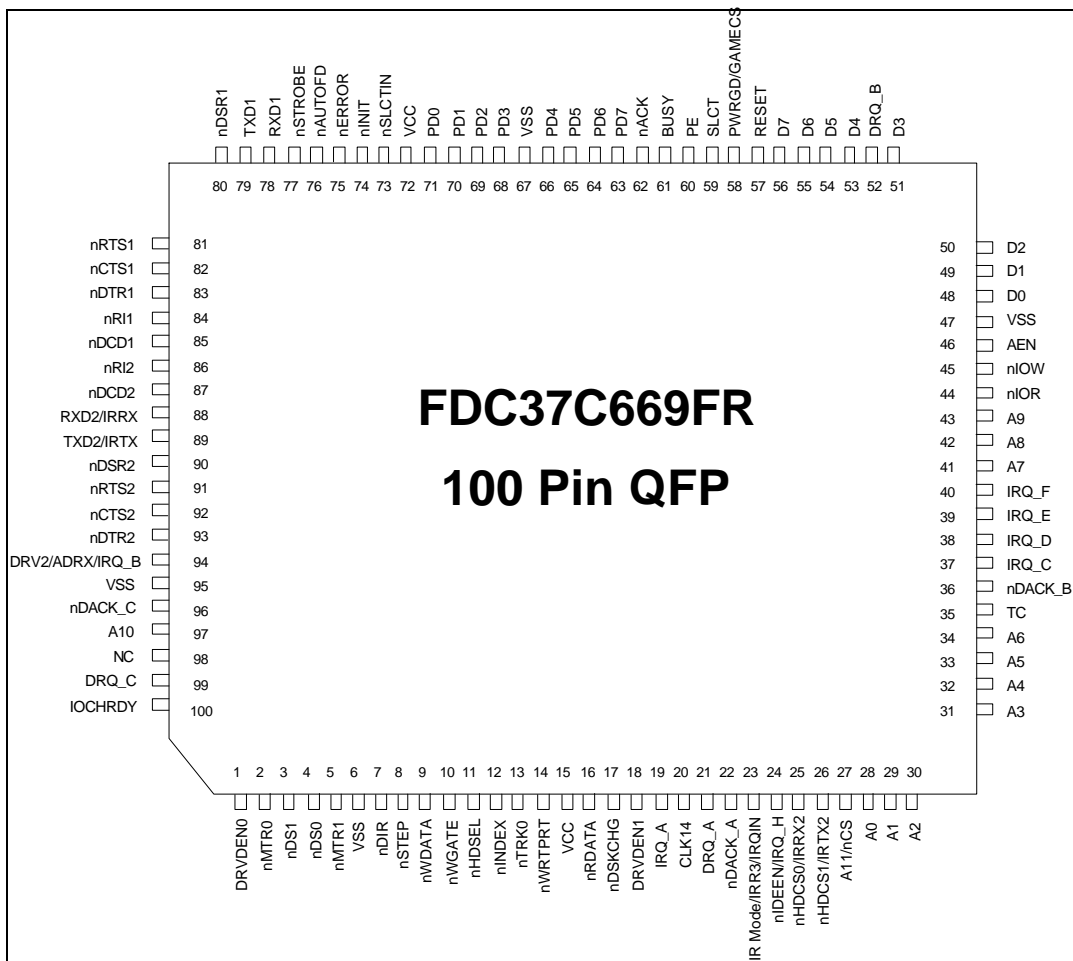 nDSR1 TXD1 RXD1 nSTROBE nAUTOFD nERROR nINIT nSLCTIN VCC PD0 PD1 PD2 PD3 VSS PD4 PD5 PD6 PD7 nACK BUSY PE SLCT PWRGD/GAMECS RESET D7 D6 D5 D4 DRQ_B D3
80 79 78 77 76 75 74 73 72 71 70 69 68 67 66 65 64 63 62 61 60 59 58 57 56 55 54 53 52 51
nRTS1 81
nCTS1 82
nDTR1 83
nRI1 84
nDCD1 85
nRI2 86
nDCD2 87
RXD2/IRRX 88
TXD2/IRTX 89
nDSR2 90
nRTS2 91
nCTS2 92
nDTR2 93
DRV2/ADRX/IRQ_B 94
VSS 95
nDACK_C 96
A10 97
NC 98
DRQ_C 99
IOCHRDY 100
FDC37C669FR
100 Pin QFP
50 D2
49 D1
48 D0
47 VSS
46 AEN
45 nIOW
44 nIOR
43 A9
42 A8
41 A7
40 IRQ_F
39 IRQ_E
38 IRQ_D
37 IRQ_C
36 nDACK_B
35 TC
34 A6
33 A5
32 A4
31 A3
1 2 3 4 5 6 7 8 9 10 11 12 13 14 15 16 17 18 19 20 21 22 23 24 25 26 27 28 29 30
DRVDEN0 nMTR0 nDS1 nDS0 nMTR1 VSS nDIR nSTEP nWDATA nWGATE nHDSEL nINDEX nTRK0 nWRTPRT VCC nRDATA nDSKCHG DRVDEN1 IRQ_A CLK14 DRQ_A nDACK_A IR Mode/IRR3/IRQIN nIDEEN/IRQ_H nHDCS0/IRRX2 nHDCS1/IRTX2 A11/nCS A0 A1 A2